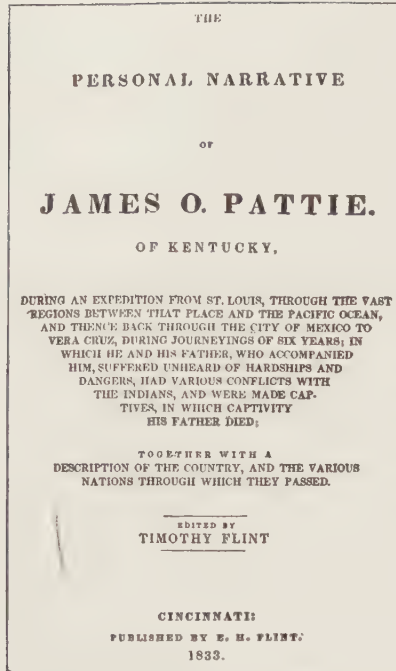 THE
PERSONAL NARRATIVE
OF
JAMES O. PATTIE.
OF KENTUCKY,
DURING AN EXPEDITION FROM ST. LOUIS, THROUGH THE VAST
REGIONS BETWEEN THAT PLACE AND THE PACIFIC OCEAN,
AND THENCE BACK THROUGH THE CITY OF MEXICO TO
VERA CRUZ, DURING JOURNEYINGS OF SIX YEARS; IN
WHICH HE AND HIS FATHER, WHO ACCOMPANIED
HIM, SUFFERED UNHEARD OF HARDSHIPS AND
DANGERS, HAD VARIOUS CONFLICTS WITH
THE INDIANS, AND WERE MADE CAP-
TIVES, IN WHICH CAPTIVITY
HIS FATHER DIED;
TOGETHER WITH A
DESCRIPTION OF THE COUNTRY, AND THE VARIOUS
NATIONS THROUGH WHICH THEY PASSED.
EDITED BY
TIMOTHY FLINT
CINCINNATI:
PUBLISHED BY E. H. FLINT.
1833.